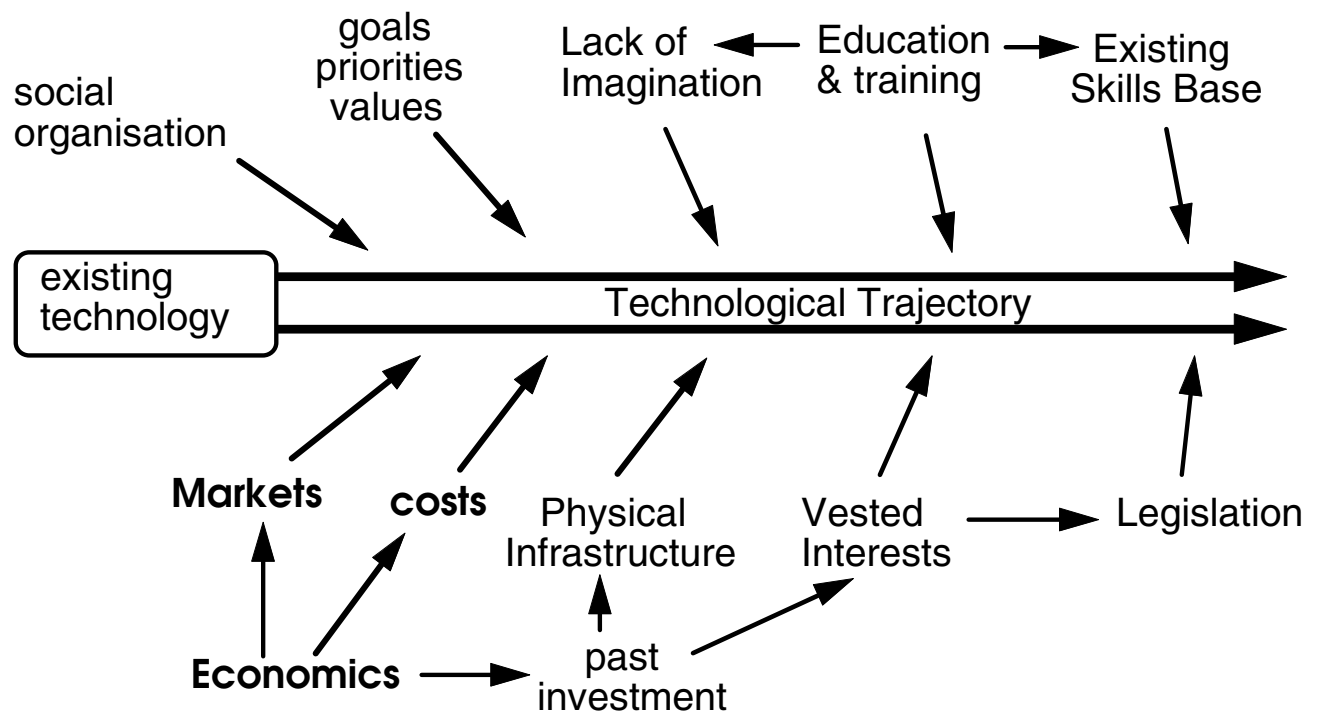 social
organisation
goals
priorities
values
Lack of
Imagination
Education
& training
Existing
Skills Base
existing
technology
Technological Trajectory
Markets
costs
Physical
Infrastructure
Vested
Interests
Legislation
Economics
past
investment